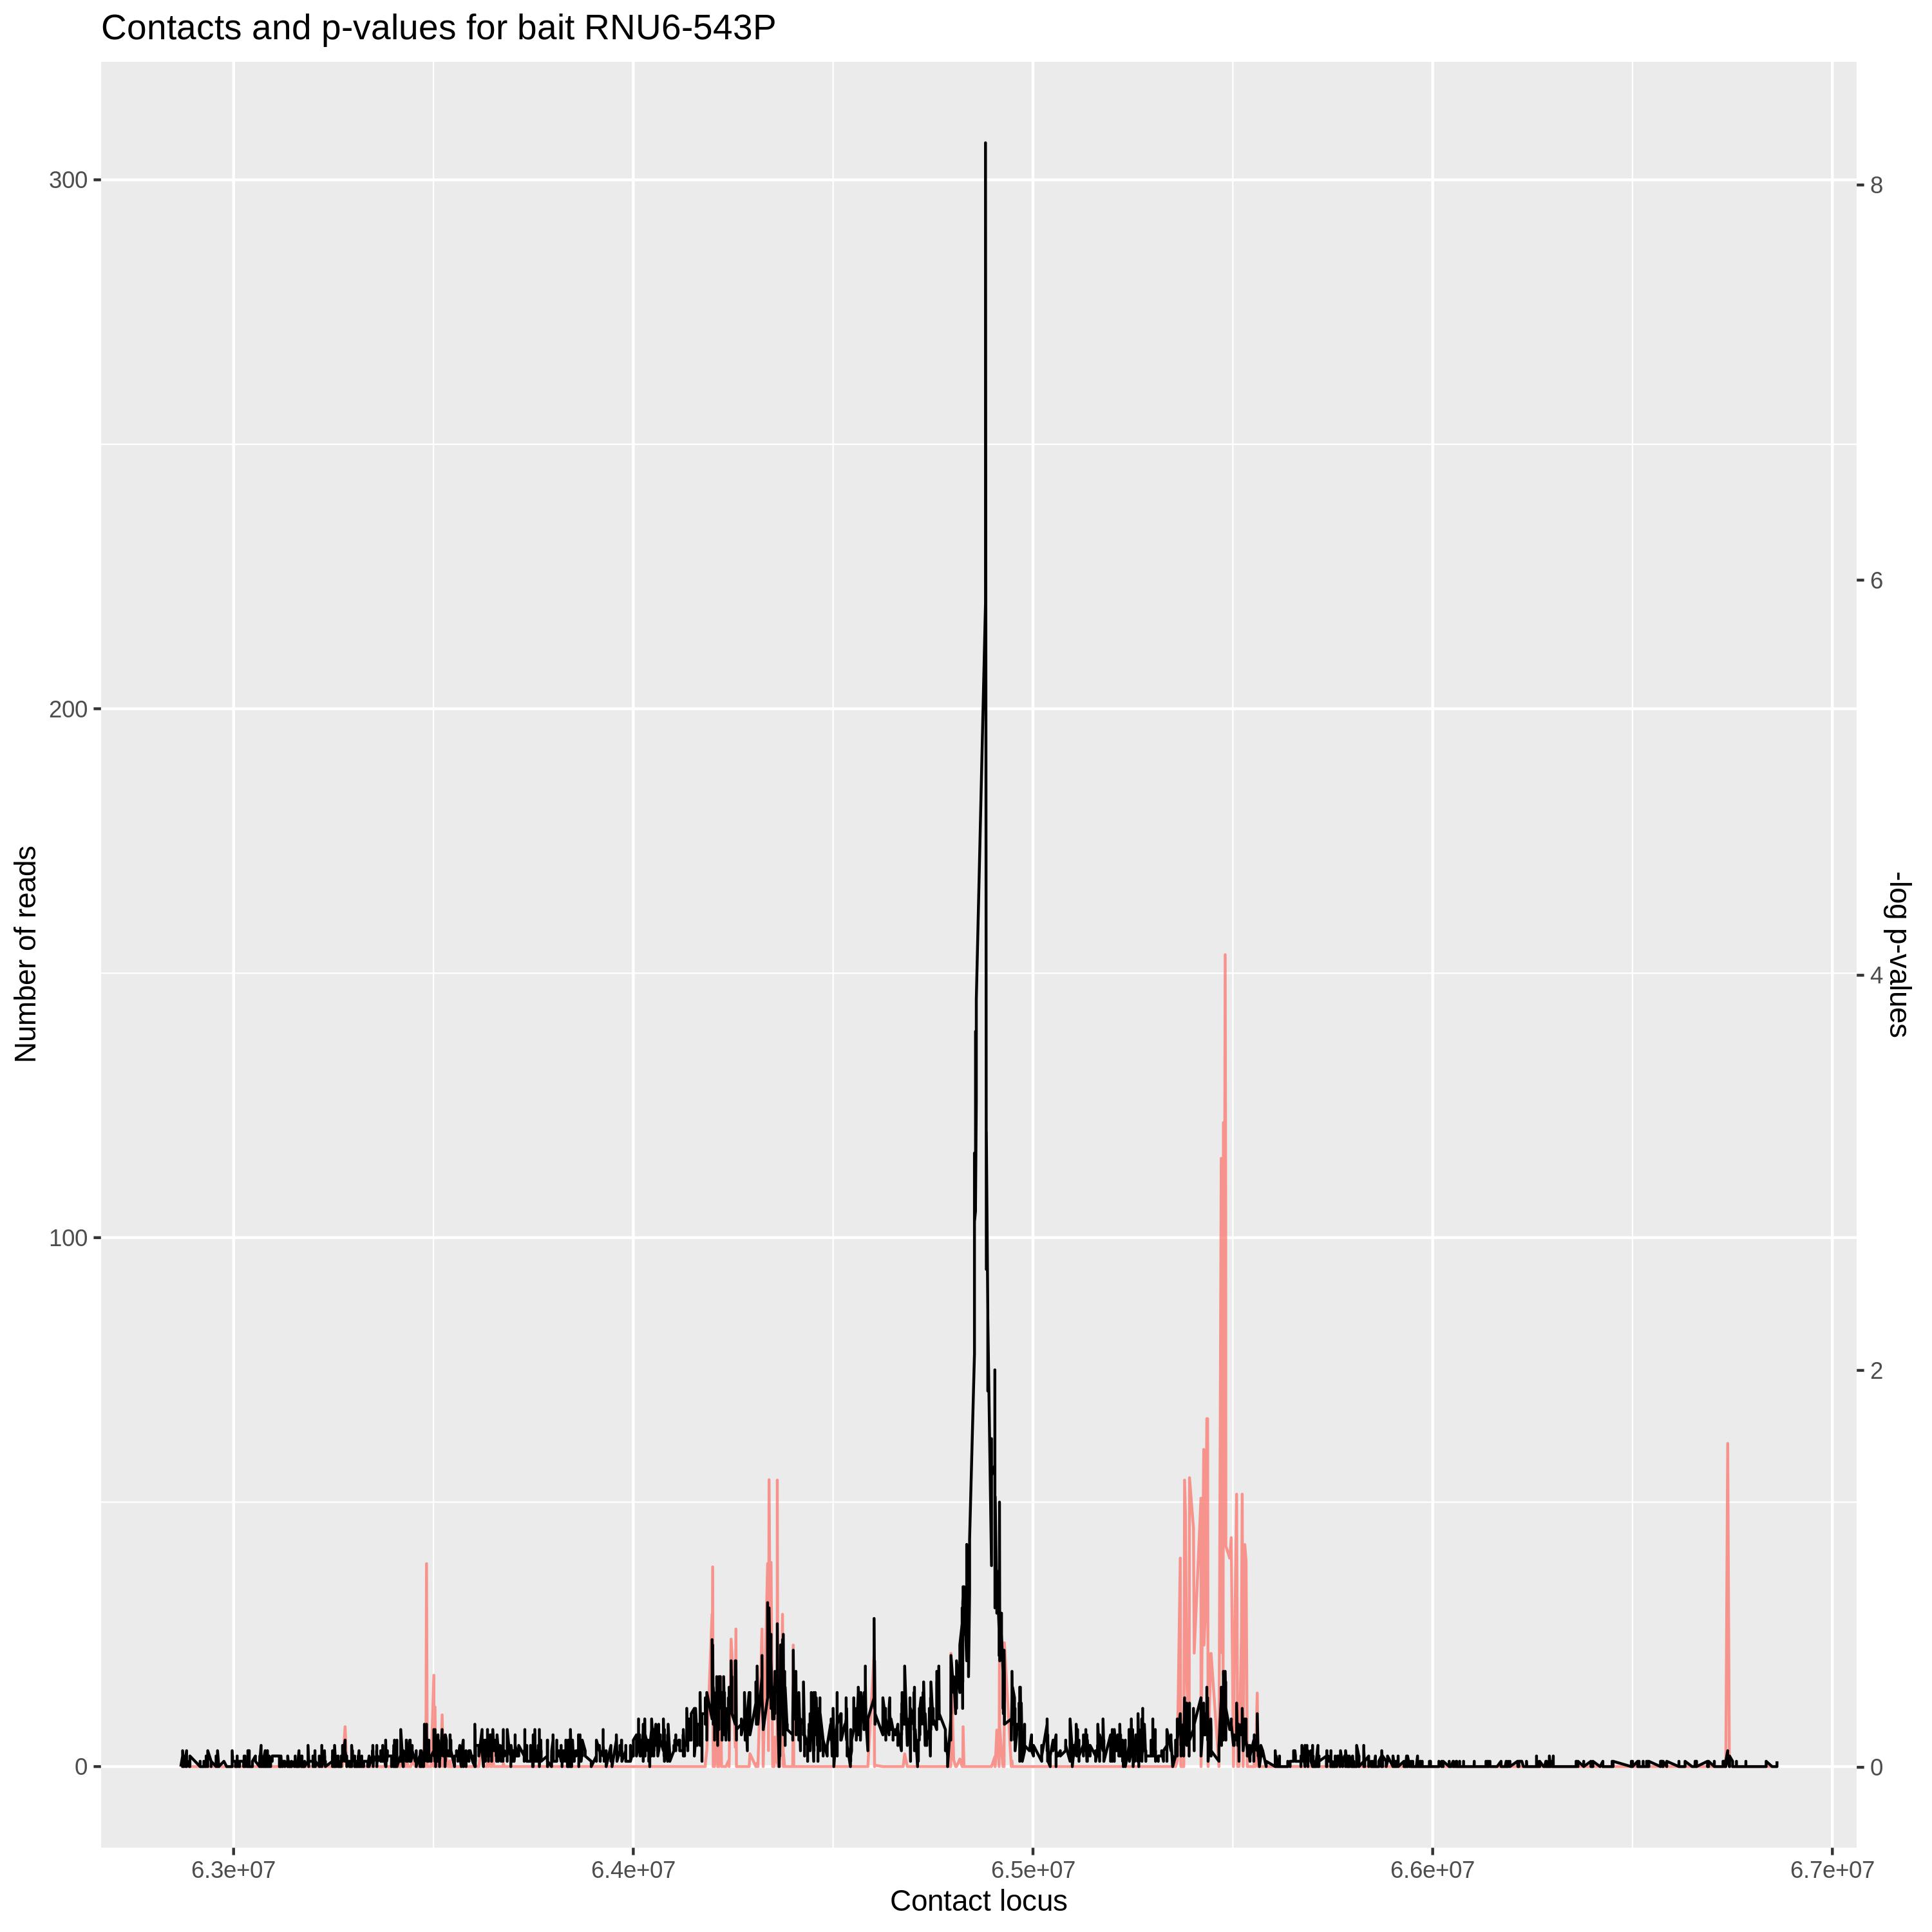 Contacts and p-values for bait RNU6-543P
300
200
100
0
Number of reads
8
6
4
2
0
-log p-values
6.3e+07
6.4e+07
6.5e+07
6.6e+07
6.7e+07
Contact locus